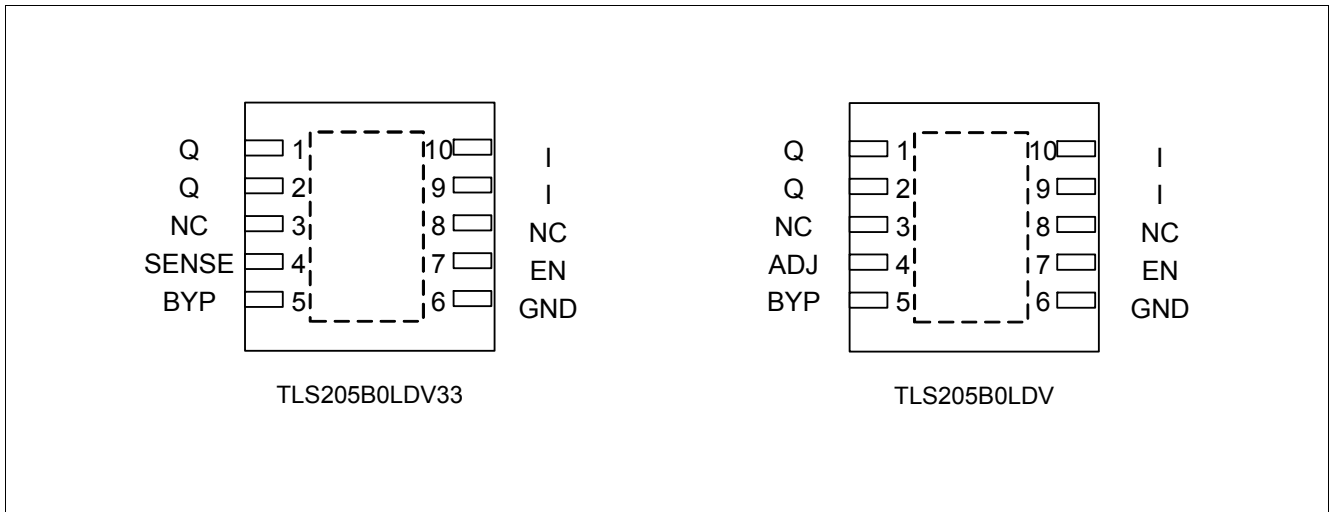 Q 1 10 I
Q 2 9 I
NC 3 8 NC
SENSE 4 7 EN
BYP 5 6 GND
TLS205B0LDV33
Q 1 10 I
Q 2 9 I
NC 3 8 NC
ADJ 4 7 EN
BYP 5 6 GND
TLS205B0LDV